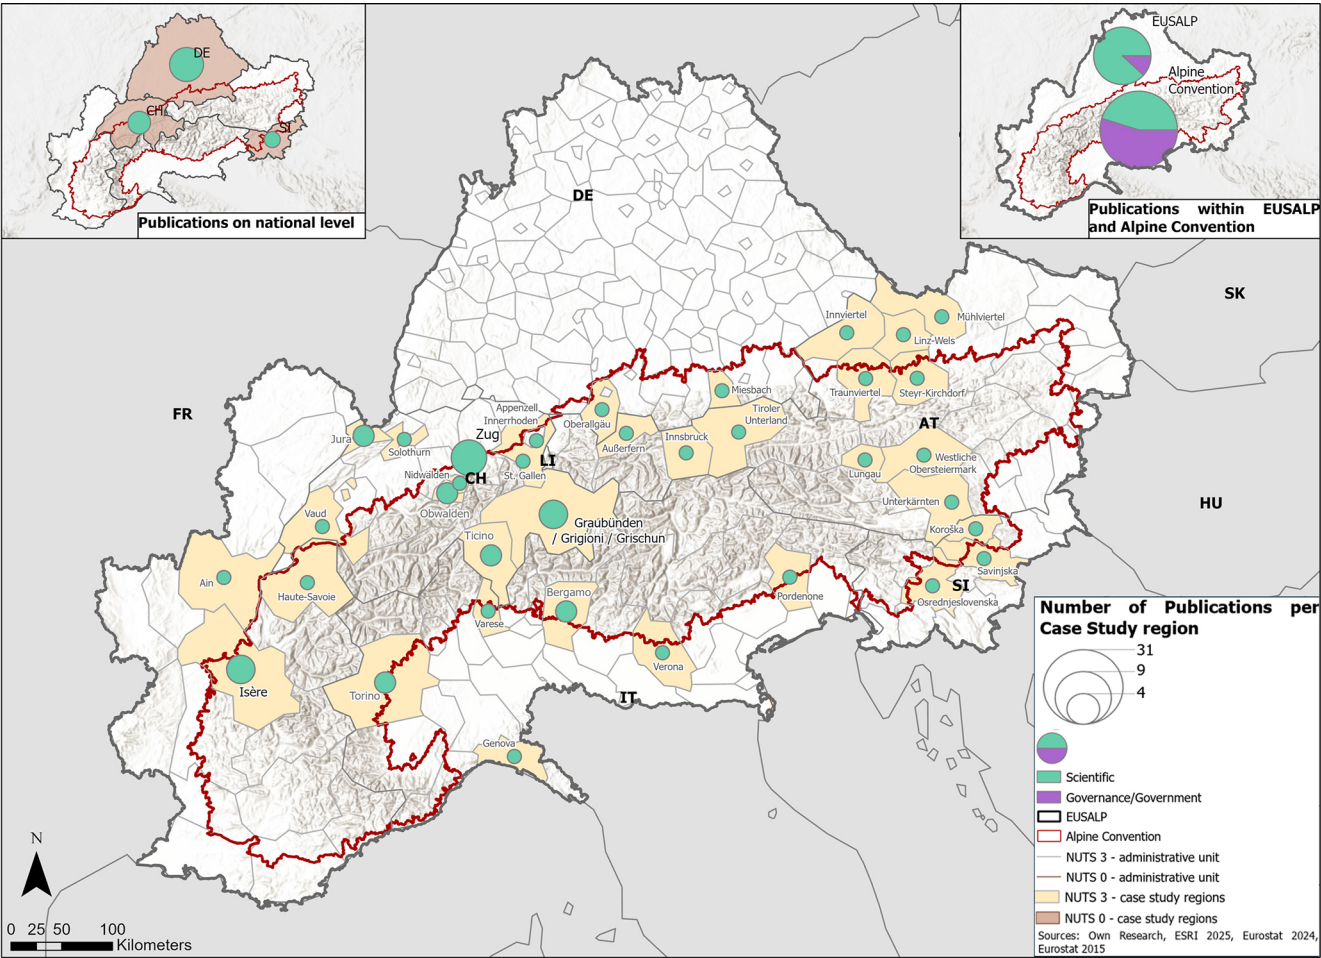 DE
CH
SI
Publications on national level
EUSALP
Alpine
Convention
Publications within EUSALP
and Alpine Convention
DE
SK
Innviertel
Mühlviertel
Linz-Wels
FR
Traunviertel
Steyr-Kirchdorf
Miesbach
Appenzell
Innerrhoden
Oberallgäu
Tiroler
Unterland
AT
Jura
Solothurn
Zug
Außerfern
Innsbruck
LI
St. Gallen
Nidwalden
CH
Obwalden
Lungau
Westliche
Obersteiermark
Unterkärnten
HU
Vaud
Graubünden
/ Grigioni / Grischun
Koroška
Ticino
Savinjska
Ain
Haute-Savoie
Bergamo
Pordenone
SI
Osrednjeslovenska
Varese
Verona
Isère
Torino
IT
Genova
Number of Publications per
Case Study region
31
9
4
Scientific
Governance/Government
EUSALP
Alpine Convention
NUTS 3 - administrative unit
NUTS 0 - administrative unit
NUTS 3 - case study regions
NUTS 0 - case study regions
Sources: Own Research, ESRI 2025, Eurostat 2024,
Eurostat 2015
N
0 25 50 100
Kilometers